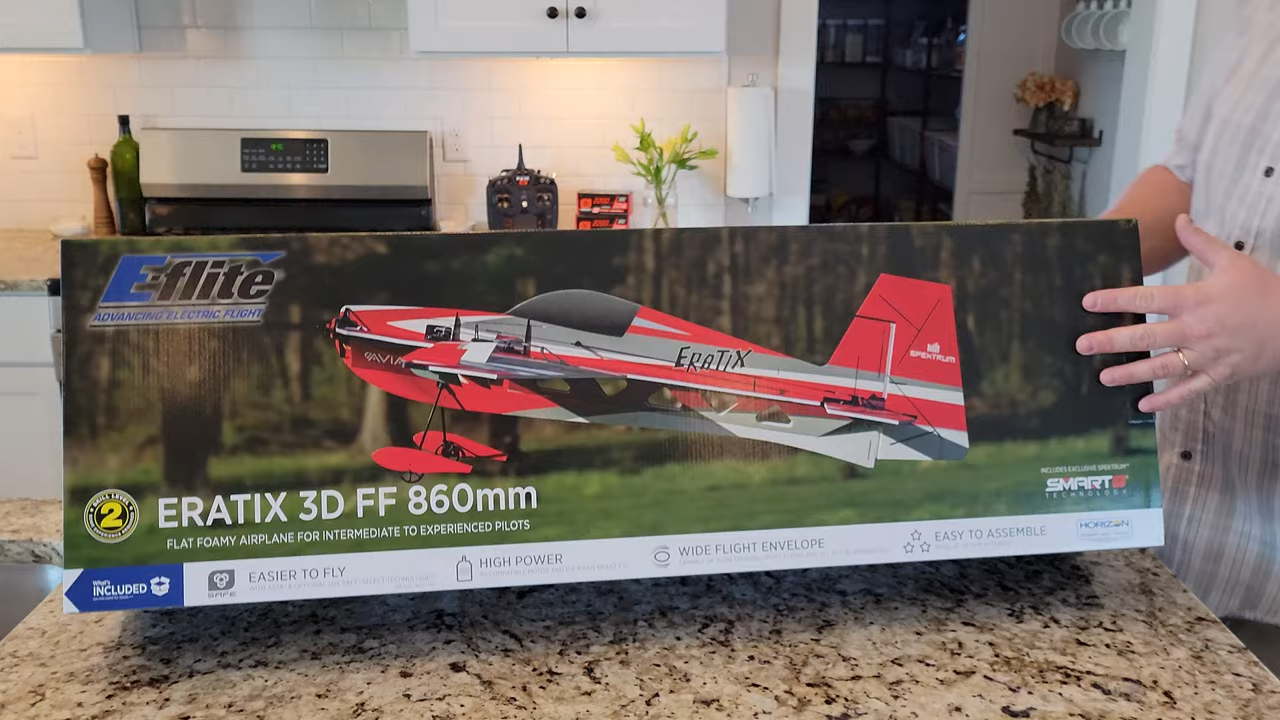 E-flite
ADVANCING ELECTRIC FLIGHT
ERATIX
SPEKTRUM
2200
2200
INCLUDES EXCLUSIVE SPEKTRUM
SMART
TECHNOLOGY
SKILL LEVEL
2
ERATIX 3D FF 860mm
FLAT FOAMY AIRPLANE FOR INTERMEDIATE TO EXPERIENCED PILOTS
What's
INCLUDED
SAFE
EASIER TO FLY
HIGH POWER
WIDE FLIGHT ENVELOPE
EASY TO ASSEMBLE
HORIZON